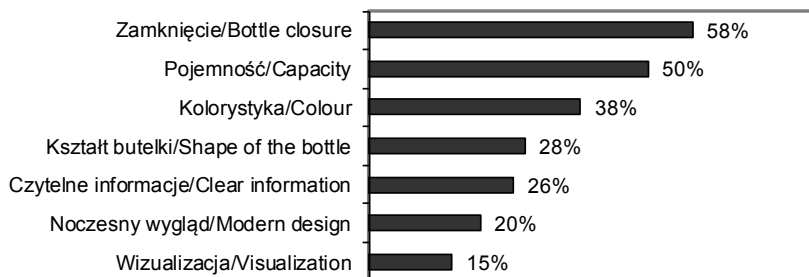 Zamknięcie/Bottle closure 58%
Pojemność/Capacity 50%
Kolorystyka/Colour 38%
Kształt butelki/Shape of the bottle 28%
Czytelne informacje/Clear information 26%
Noczesny wygląd/Modern design 20%
Wizualizacja/Visualization 15%